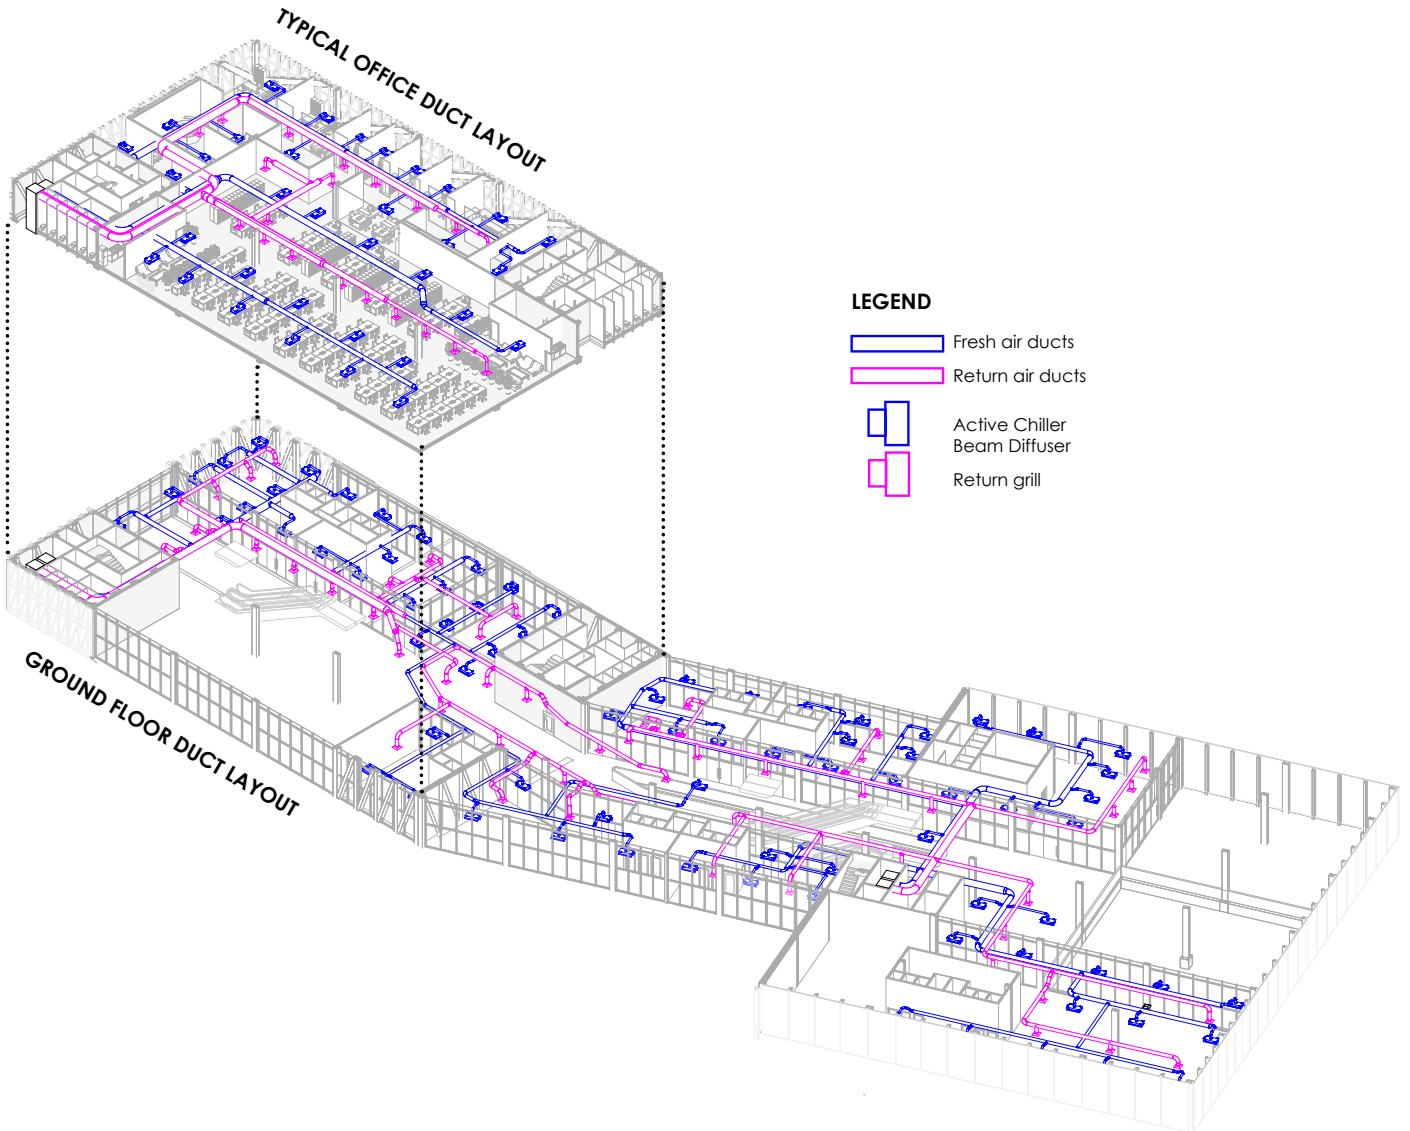 TYPICAL OFFICE DUCT LAYOUT
LEGEND
Fresh air ducts
Return air ducts
Active Chiller
Beam Diffuser
Return grill
GROUND FLOOR DUCT LAYOUT